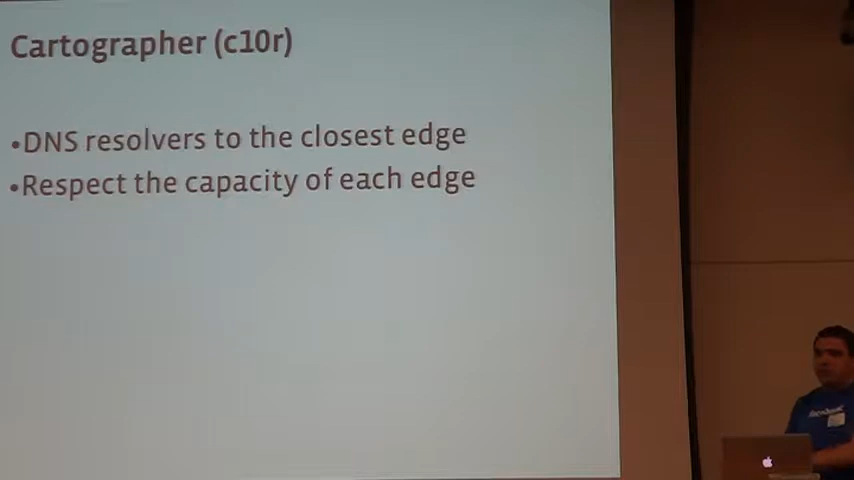 Cartographer (c10r)
•DNS resolvers to the closest edge
•Respect the capacity of each edge